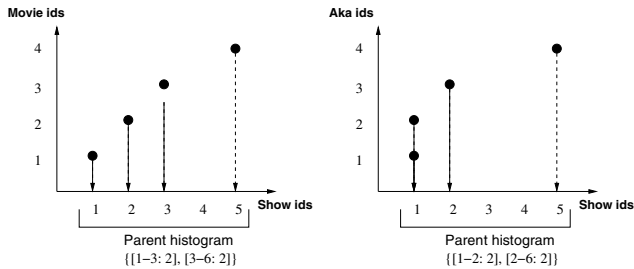 Movie ids
4
3
2
1
1 2 3 4 5 Show ids
Parent histogram
{[1−3: 2], [3−6: 2]}
Aka ids
4
3
2
1
1 2 3 4 5 Show ids
Parent histogram
{[1−2: 2], [2−6: 2]}